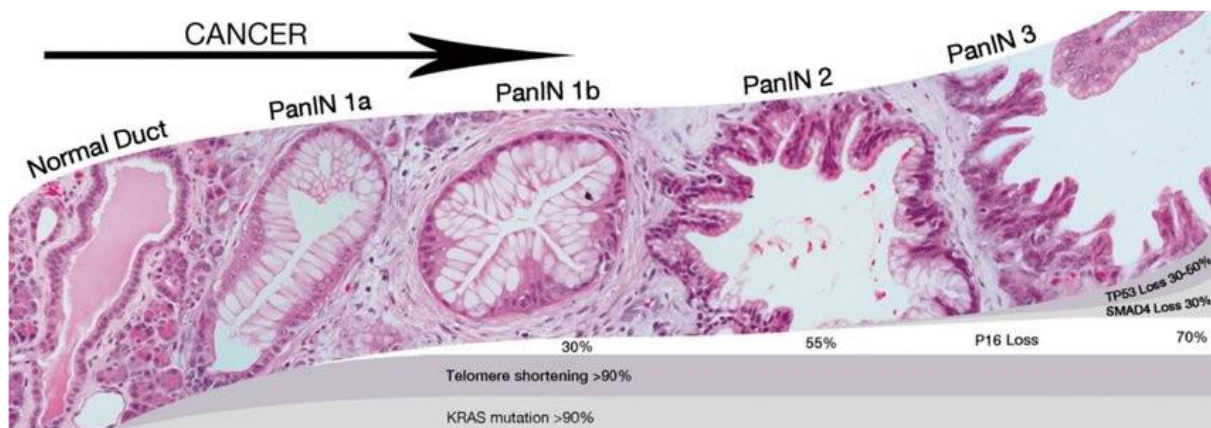 CANCER
Normal Duct
PanIN 1a
PanIN 1b
PanIN 2
PanIN 3
TP53 Loss 30-50%
SMAD4 Loss 30%
30% 55% P16 Loss 70%
Telomere shortening >90%
KRAS mutation >90%